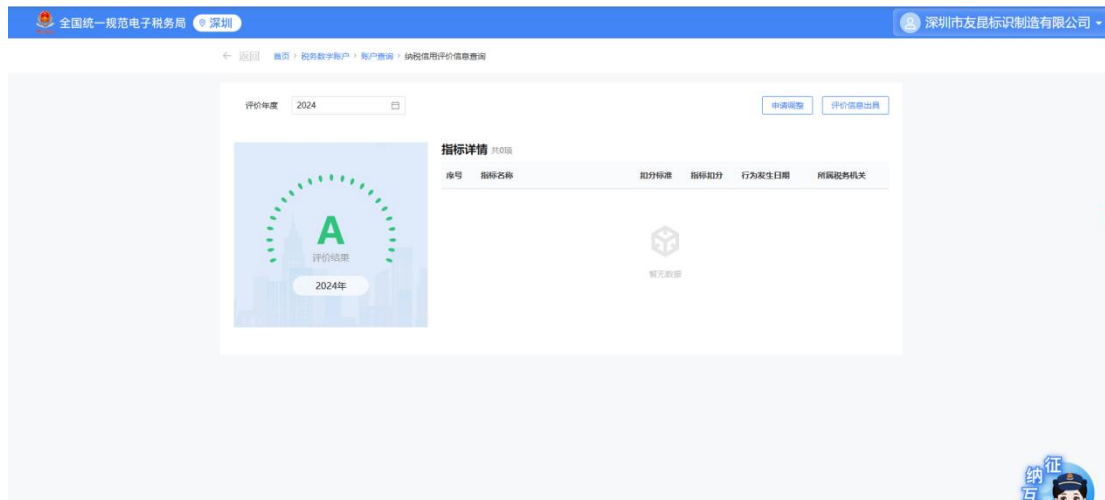 全国统一规范电子税务局 深圳 深圳市友昆标识制造有限公司
返回 首页 > 税务数字账户 > 账户查询 > 纳税信用评价信息查询
评价年度 2024 申请调整 评价信息出具
指标详情 共0项
序号 指标名称 扣分标准 指标扣分 行为发生日期 所属税务机关
A
评价结果
2024年
暂无数据
征
纳
互